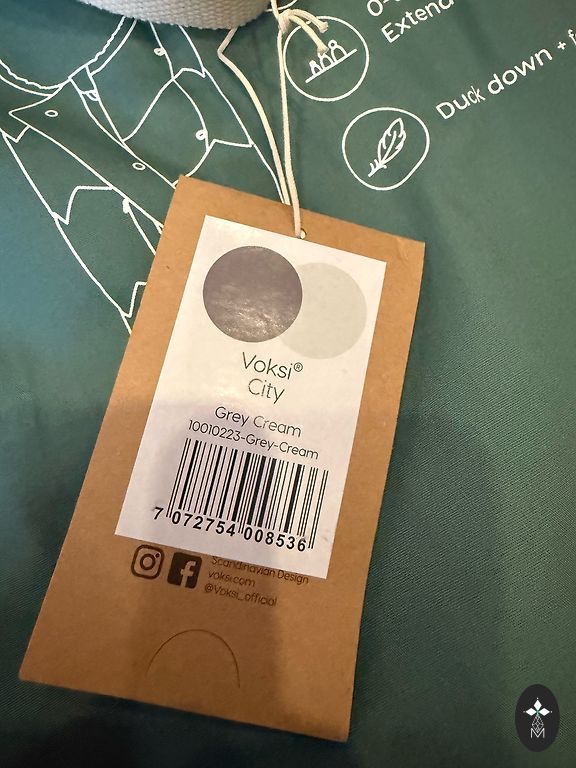 Extend
Duck down +
Voksi®
City
Grey Cream
10010223-Grey-Cream
7 072754 008536
Scandinavian Design
voksi.com
@Voksi_official
M